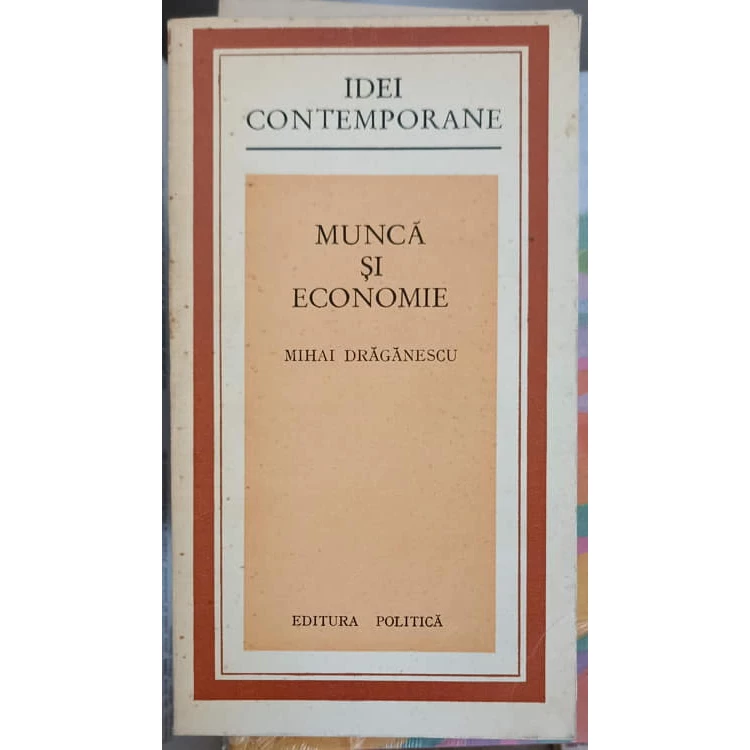 IDEI
CONTEMPORANE
MUNCĂ
ŞI
ECONOMIE
MIHAI DRĂGĂNESCU
EDITURA POLITICĂ